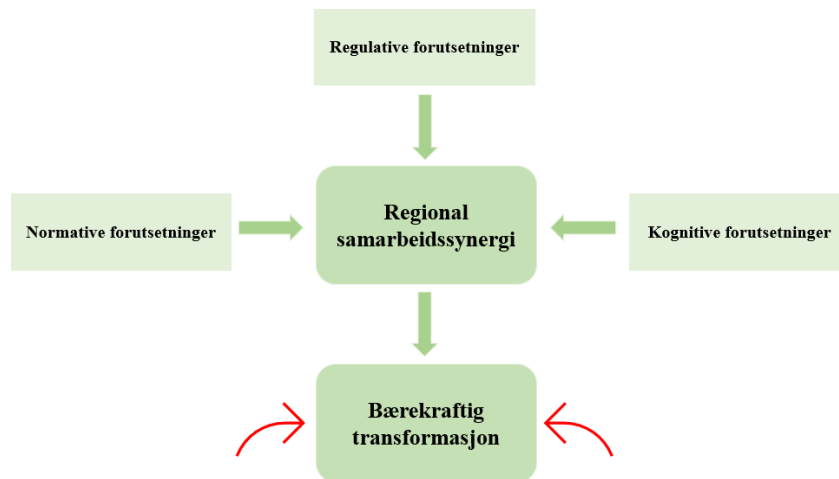 Regulative forutsetninger
Normative forutsetninger
Regional
samarbeidssynergi
Kognitive forutsetninger
Bærekraftig
transformasjon